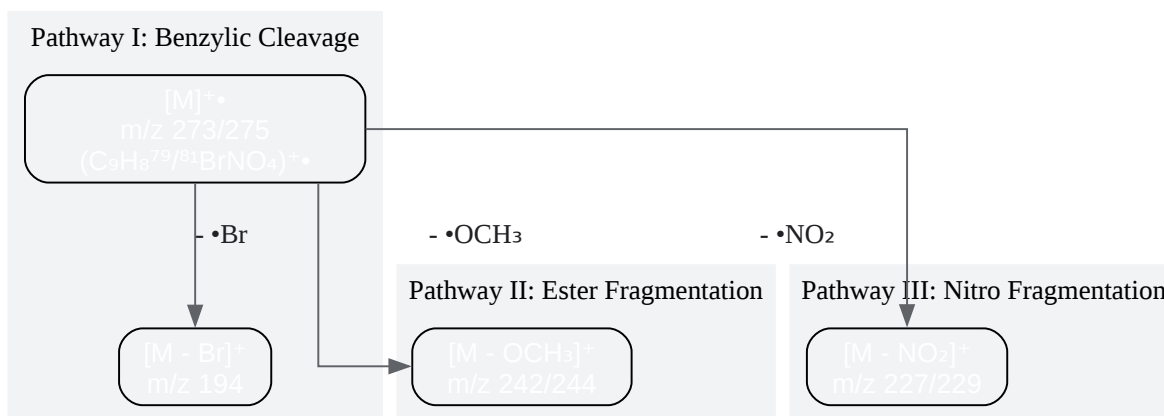 Pathway I: Benzylic Cleavage
[M]⁺•
m/z 273/275
(C₉H₈⁷⁹/⁸¹BrNO₄)⁺•
- •Br
- •OCH₃
- •NO₂
Pathway II: Ester Fragmentation
Pathway III: Nitro Fragmentation
[M - Br]⁺
m/z 194
[M - OCH₃]⁺
m/z 242/244
[M - NO₂]⁺
m/z 227/229